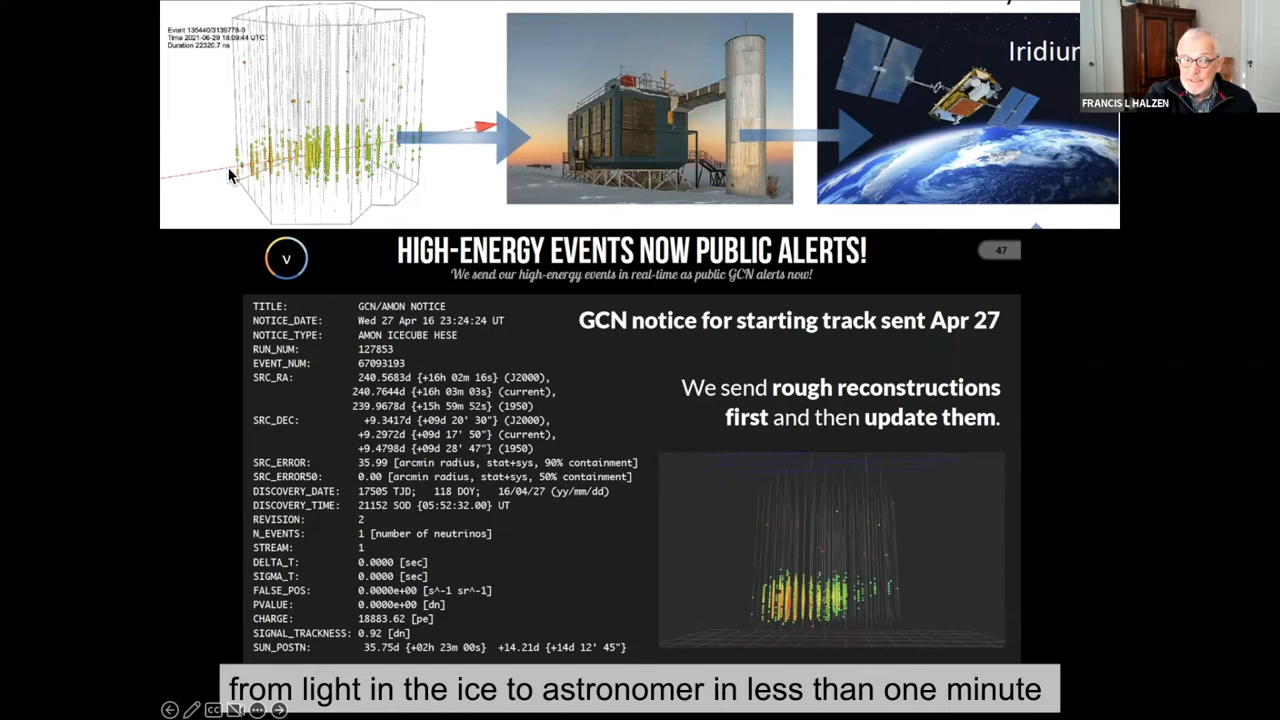 Event 135440/3139778-0
Time 2021-06-29 18:09:44 UTC
Duration 22320.7 ns
FRANCIS L HALZEN
ν
HIGH-ENERGY EVENTS NOW PUBLIC ALERTS!
We send our high-energy events in real-time as public GCN alerts now!
47
TITLE: GCN/AMON NOTICE
NOTICE_DATE: Wed 27 Apr 16 23:24:24 UT
NOTICE_TYPE: AMON ICECUBE HESE
RUN_NUM: 127853
EVENT_NUM: 67093193
SRC_RA: 240.5683d {+16h 02m 16s} (J2000),
240.7644d {+16h 03m 03s} (current),
239.9678d {+15h 59m 52s} (1950)
SRC_DEC: +9.3417d {+09d 20' 30"} (J2000),
+9.2972d {+09d 17' 50"} (current),
+9.4798d {+09d 28' 47"} (1950)
SRC_ERROR: 35.99 [arcmin radius, stat+sys, 90% containment]
SRC_ERROR50: 0.00 [arcmin radius, stat+sys, 50% containment]
DISCOVERY_DATE: 17505 TJD; 118 DOY; 16/04/27 (yy/mm/dd)
DISCOVERY_TIME: 21152 SOD {05:52:32.00} UT
REVISION: 2
N_EVENTS: 1 [number of neutrinos]
STREAM: 1
DELTA_T: 0.0000 [sec]
SIGMA_T: 0.0000 [sec]
FALSE_POS: 0.0000e+00 [s^-1 sr^-1]
PVALUE: 0.0000e+00 [dn]
CHARGE: 18883.62 [pe]
SIGNAL_TRACKNESS: 0.92 [dn]
SUN_POSTN: 35.75d {+02h 23m 00s} +14.21d {+14d 12' 45"}
GCN notice for starting track sent Apr 27
We send rough reconstructions
first and then update them.
from light in the ice to astronomer in less than one minute
CC